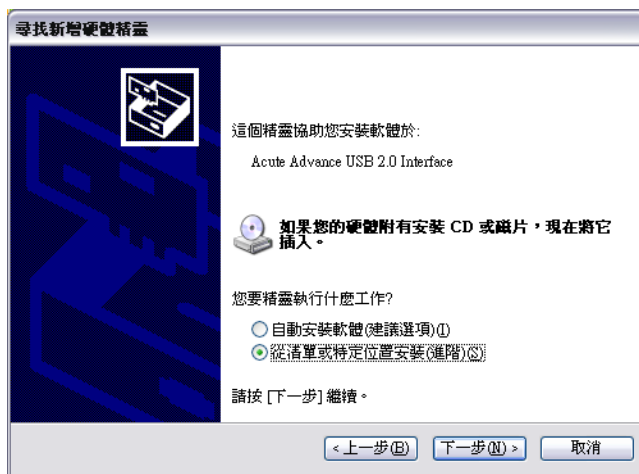 尋找新增硬體精靈
這個精靈協助您安裝軟體於:
Acute Advance USB 2.0 Interface
如果您的硬體附有安裝 CD 或磁片，現在將它
插入。
您要精靈執行什麼工作?
自動安裝軟體(建議選項)(I)
從清單或特定位置安裝(進階)(S)
請按 [下一步] 繼續。
<上一步(B) 下一步(N)> 取消